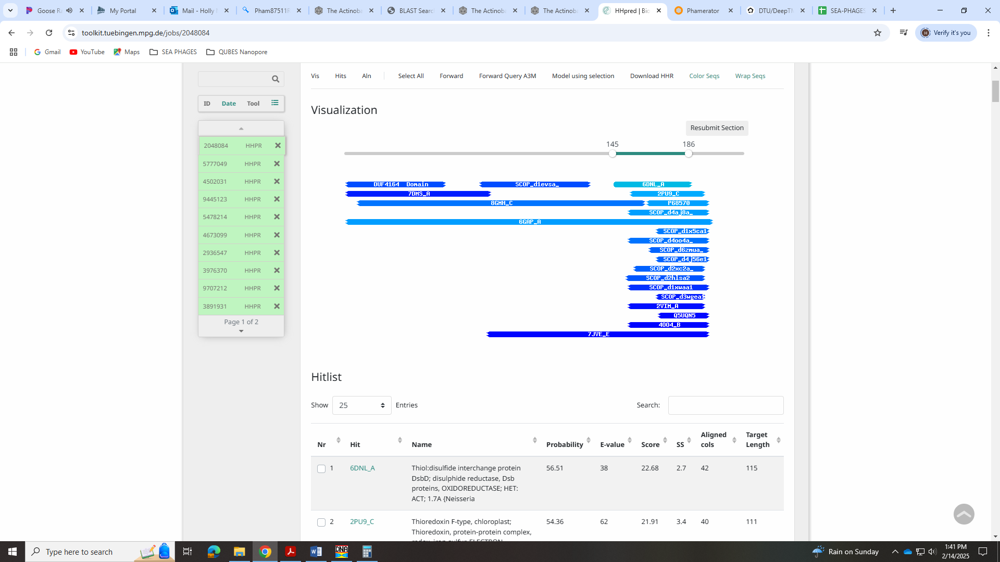 Goose Ra
My Portal
Mail - Holly
Pham87511F
The Actinoba
BLAST Searc
The Actinoba
The Actinoba
HHpred | Bio
Phamerator
DTU/DeepTM
SEA-PHAGES
toolkit.tuebingen.mpg.de/jobs/2048084
Verify it's you
Gmail
YouTube
Maps
SEA PHAGES
QUBES Nanopore
Vis Hits Aln Select All Forward Forward Query A3M Model using selection Download HHR Color Seqs Wrap Seqs
ID Date Tool
2048084 HHPR
5777049 HHPR
4502031 HHPR
9445123 HHPR
5478214 HHPR
4673099 HHPR
2936547 HHPR
3976370 HHPR
9707212 HHPR
3891931 HHPR
Page 1 of 2
Visualization
Resubmit Section
145 186
DUF4164 Domain SCOP_d1evsa_ 6DNL_A
7DMS_A 2PU9_C
8GMH_C P68570
SCOP_d4aj8a_
6GAP_A
SCOP_d1x5ca1
SCOP_d4oo4a_
SCOP_d6zmua_
SCOP_d4j56e1
SCOP_d2xc2a_
SCOP_d2hlsa2
SCOP_d1xwaa1
SCOP_d3wgea1
2VIM_A
Q5UQN5
4OO4_B
7JVE_E
Hitlist
Show 25 Entries Search:
Nr Hit Name Probability E-value Score SS Aligned cols Target Length
1 6DNL_A Thiol:disulfide interchange protein 56.51 38 22.68 2.7 42 115
DsbD; disulphide reductase, Dsb
proteins, OXIDOREDUCTASE; HET:
ACT; 1.7A {Neisseria
2 2PU9_C Thioredoxin F-type, chloroplast; 54.36 62 21.91 3.4 40 111
Thioredoxin, protein-protein complex,
Type here to search
DNA
Rain on Sunday
1:41 PM
2/14/2025